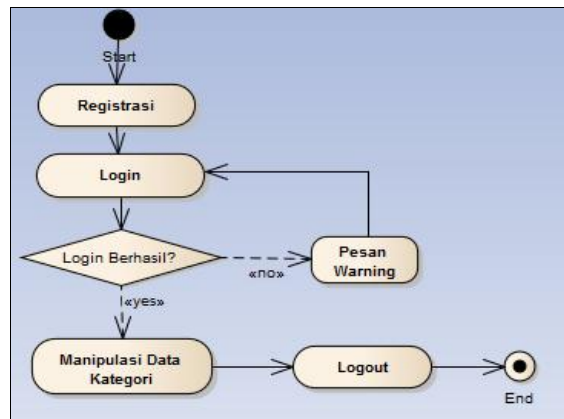 Start
Registrasi
Login
Login Berhasil?
«no»
Pesan
Warning
«yes»
Manipulasi Data
Kategori
Logout
End